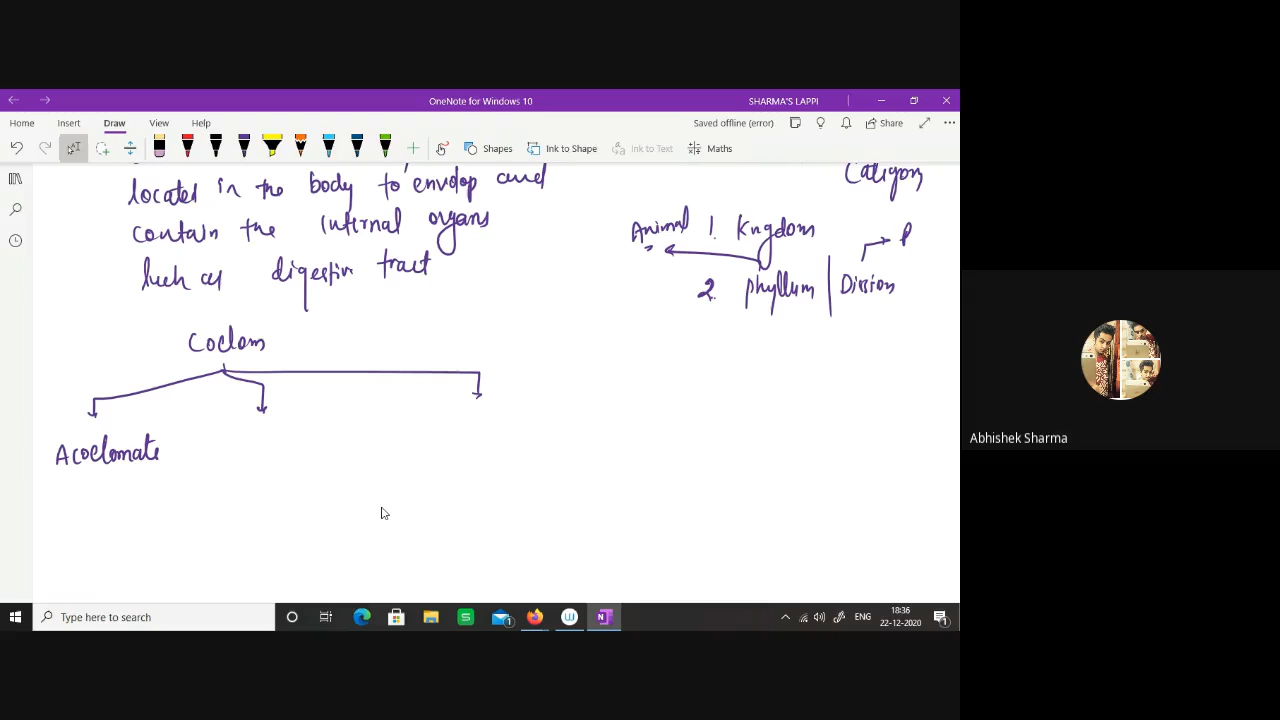 OneNote for Windows 10
SHARMA'S LAPPI
Home Insert Draw View Help
Saved offline (error)
Share
Shapes
Ink to Shape
Ink to Text
Maths
located in the body to envelop and
contain the internal organs
such as digestive tract
Coelom
Acoelomate
Category
Animal 1. Kngdom
2. Phyllum | Division
P
Abhishek Sharma
Type here to search
ENG
18:36
22-12-2020